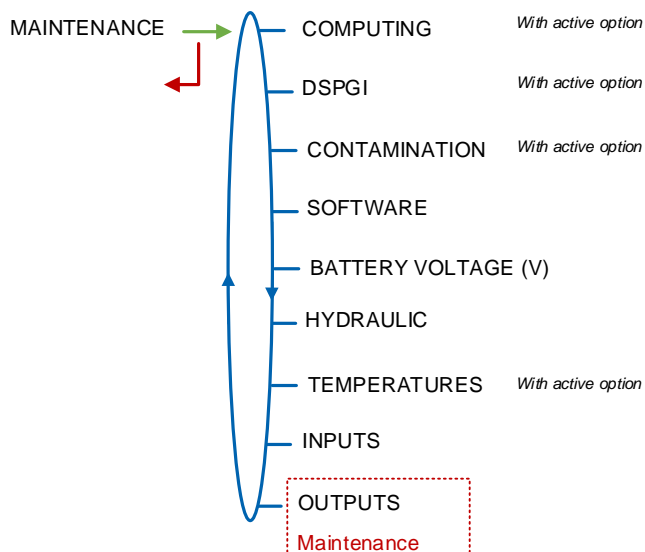 MAINTENANCE
COMPUTING With active option
DSPGI With active option
CONTAMINATION With active option
SOFTWARE
BATTERY VOLTAGE (V)
HYDRAULIC
TEMPERATURES With active option
INPUTS
OUTPUTS
Maintenance